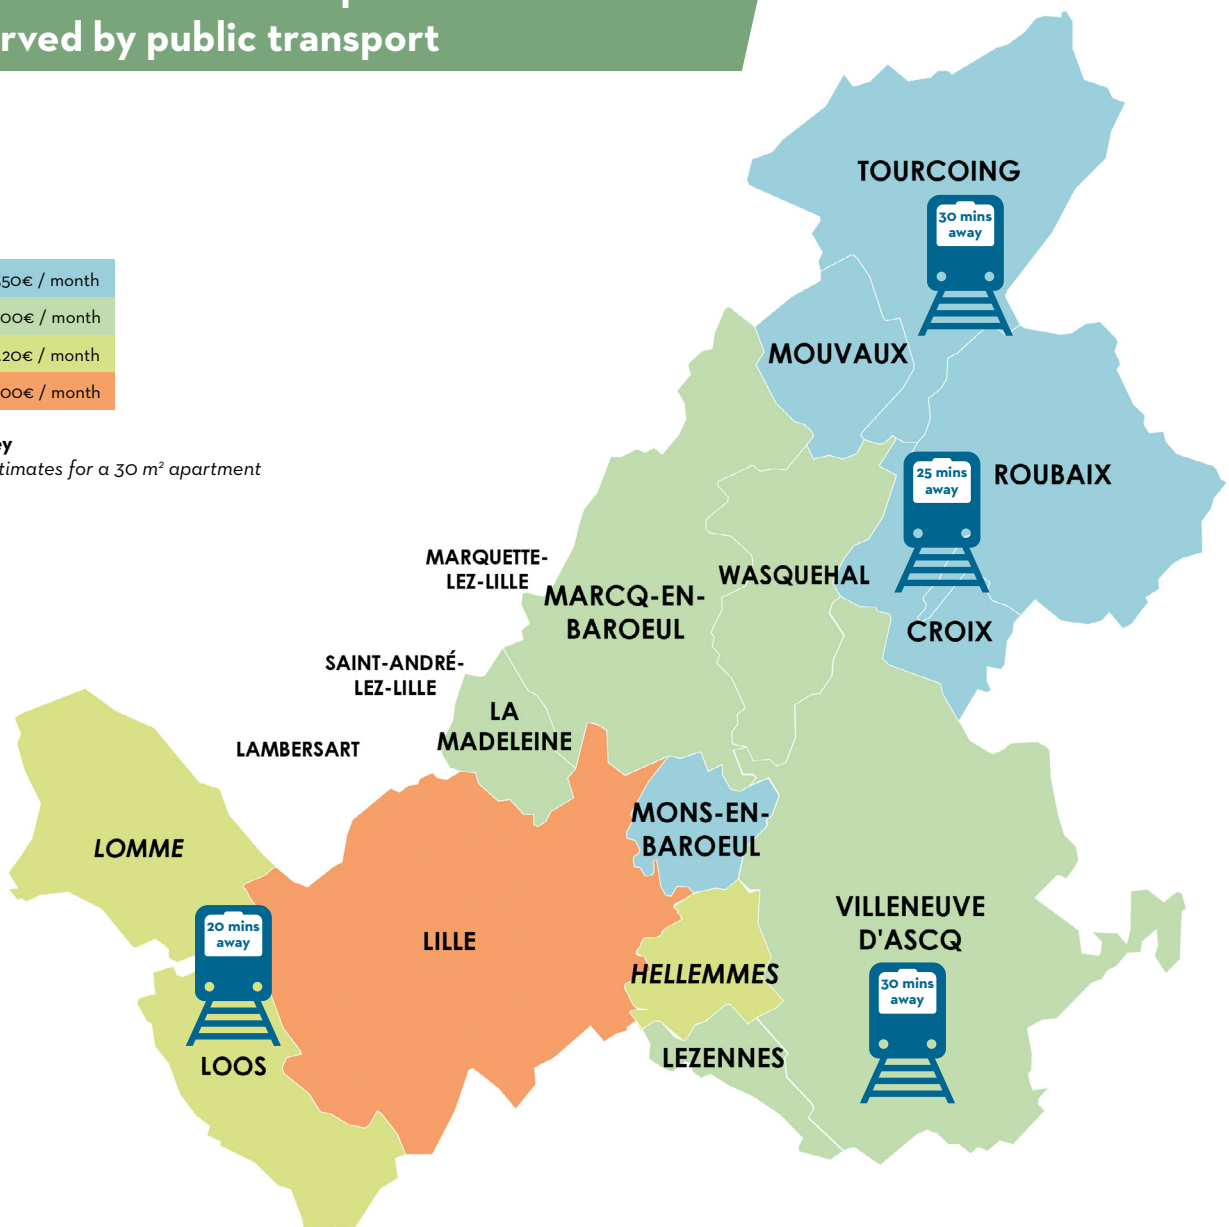 rved by public transport
TOURCOING
30 mins
away
50€ / month
00€ / month
20€ / month
00€ / month
MOUVAUX
ey
timates for a 30 m² apartment
25 mins
away
ROUBAIX
MARQUETTE-
LEZ-LILLE
WASQUEHAL
MARCQ-EN-
BAROEUL
CROIX
SAINT-ANDRÉ-
LEZ-LILLE
LA
MADELEINE
LAMBERSART
MONS-EN-
BAROEUL
LOMME
VILLENEUVE
D'ASCQ
20 mins
away
LILLE
HELLEMMES
30 mins
away
LEZENNES
LOOS